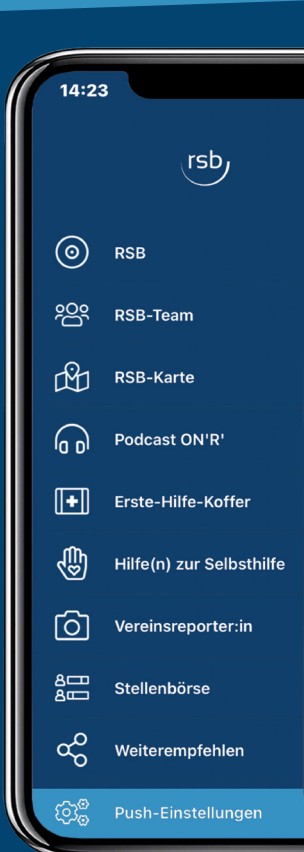 14:23
rsb
RSB
RSB-Team
RSB-Karte
Podcast ON'R'
Erste-Hilfe-Koffer
Hilfe(n) zur Selbsthilfe
Vereinsreporter:in
Stellenbörse
Weiterempfehlen
Push-Einstellungen